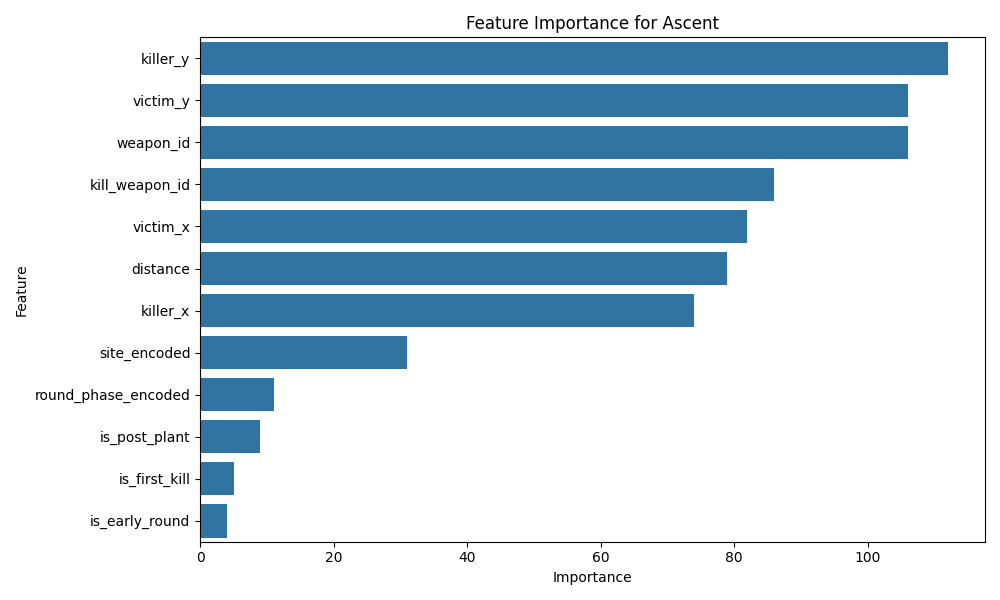 Feature Importance for Ascent
killer_y
victim_y
weapon_id
kill_weapon_id
victim_x
distance
killer_x
site_encoded
round_phase_encoded
is_post_plant
is_first_kill
is_early_round
Feature
0 20 40 60 80 100
Importance